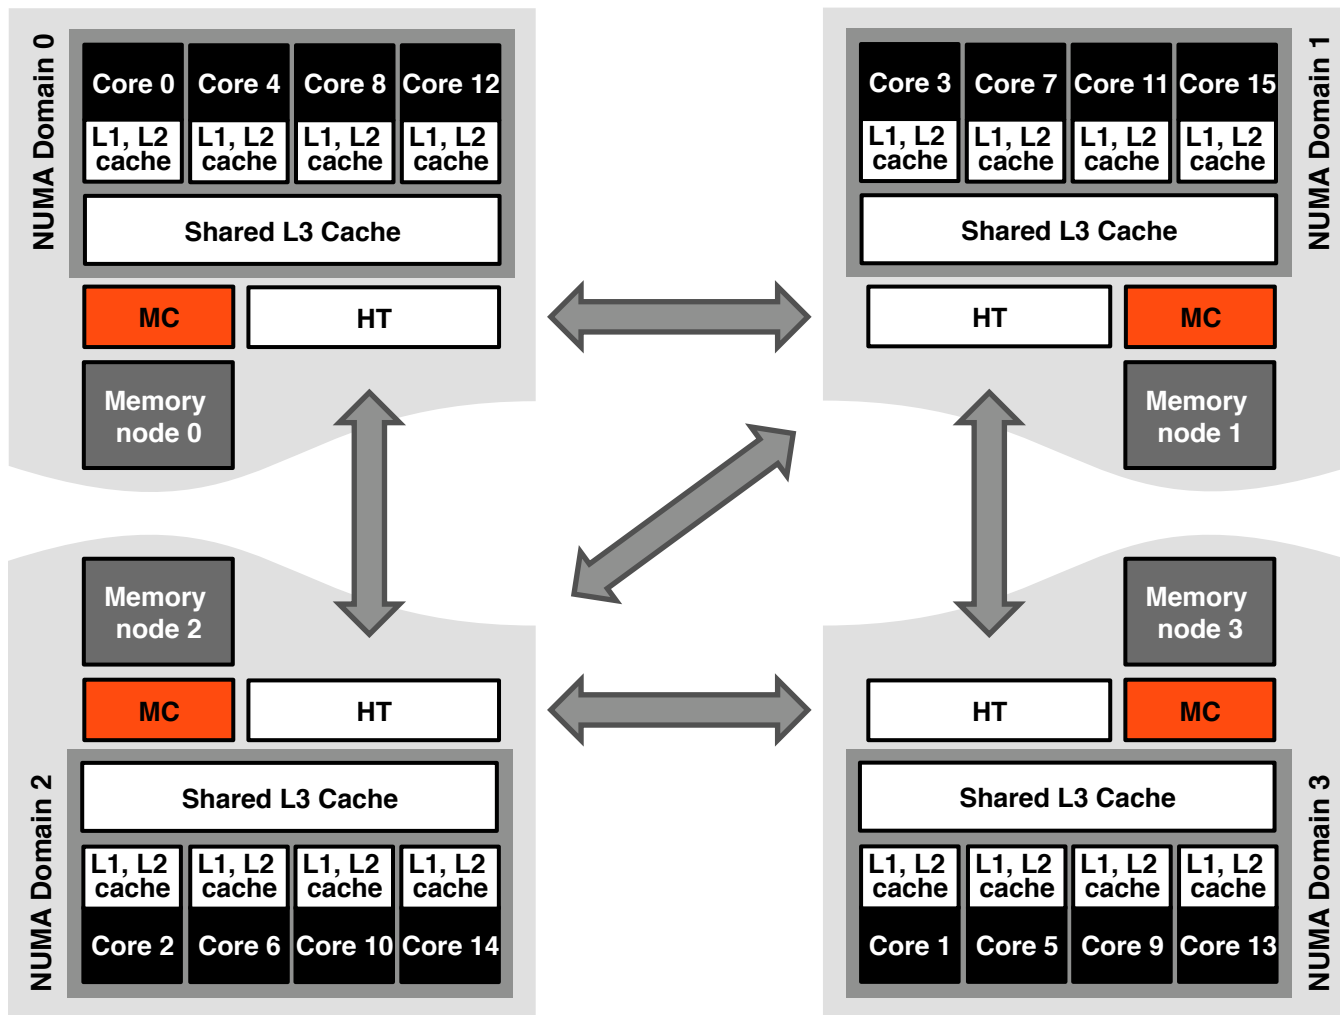 NUMA Domain 0
Core 0 Core 4 Core 8 Core 12
L1, L2 L1, L2 L1, L2 L1, L2
cache cache cache cache
Shared L3 Cache
MC HT
Memory
node 0
Core 3 Core 7 Core 11 Core 15
L1, L2 L1, L2 L1, L2 L1, L2
cache cache cache cache
Shared L3 Cache
HT MC
Memory
node 1
NUMA Domain 1
NUMA Domain 2
Memory
node 2
MC HT
Shared L3 Cache
L1, L2 L1, L2 L1, L2 L1, L2
cache cache cache cache
Core 2 Core 6 Core 10 Core 14
Memory
node 3
HT MC
Shared L3 Cache
L1, L2 L1, L2 L1, L2 L1, L2
cache cache cache cache
Core 1 Core 5 Core 9 Core 13
NUMA Domain 3